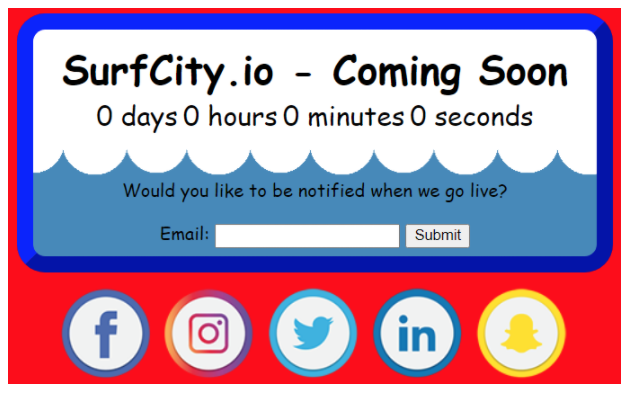 SurfCity.io - Coming Soon
0 days 0 hours 0 minutes 0 seconds
Would you like to be notified when we go live?
Email: Submit
f in